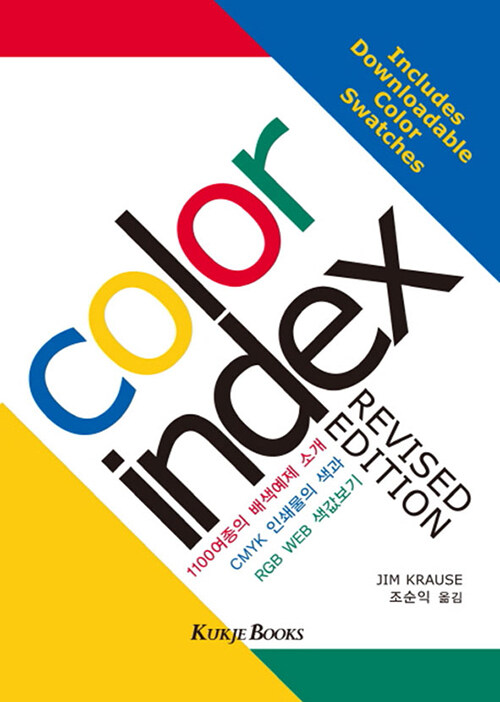 Includes
Downloadable
Color
Swatches
color
index
REVISED
EDITION
1100여종의 배색예제 소개
CMYK 인쇄물의 색과
RGB WEB 색값보기
JIM KRAUSE
조순익 옮김
KUKJE BOOKS